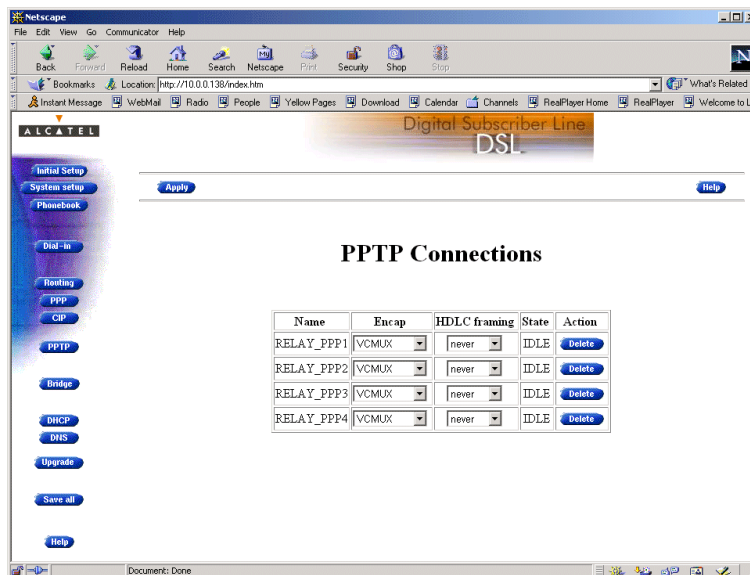 Netscape
File Edit View Go Communicator Help
Back Forward Reload Home Search Netscape Print Security Shop Stop
My
N
Bookmarks Location: http://10.0.0.138/index.htm What's Related
Instant Message WebMail Radio People Yellow Pages Download Calendar Channels RealPlayer Home RealPlayer Welcome to L
ALCATEL
Digital Subscriber Line
DSL
Initial Setup
System setup
Apply
Help
Phonebook
Dial-in
PPTP Connections
Routing
PPP
CIP
PPTP
Bridge
DHCP
DNS
Upgrade
Save all
Help
Name Encap HDLC framing State Action
RELAY_PPP1 VCMUX never IDLE Delete
RELAY_PPP2 VCMUX never IDLE Delete
RELAY_PPP3 VCMUX never IDLE Delete
RELAY_PPP4 VCMUX never IDLE Delete
Document: Done